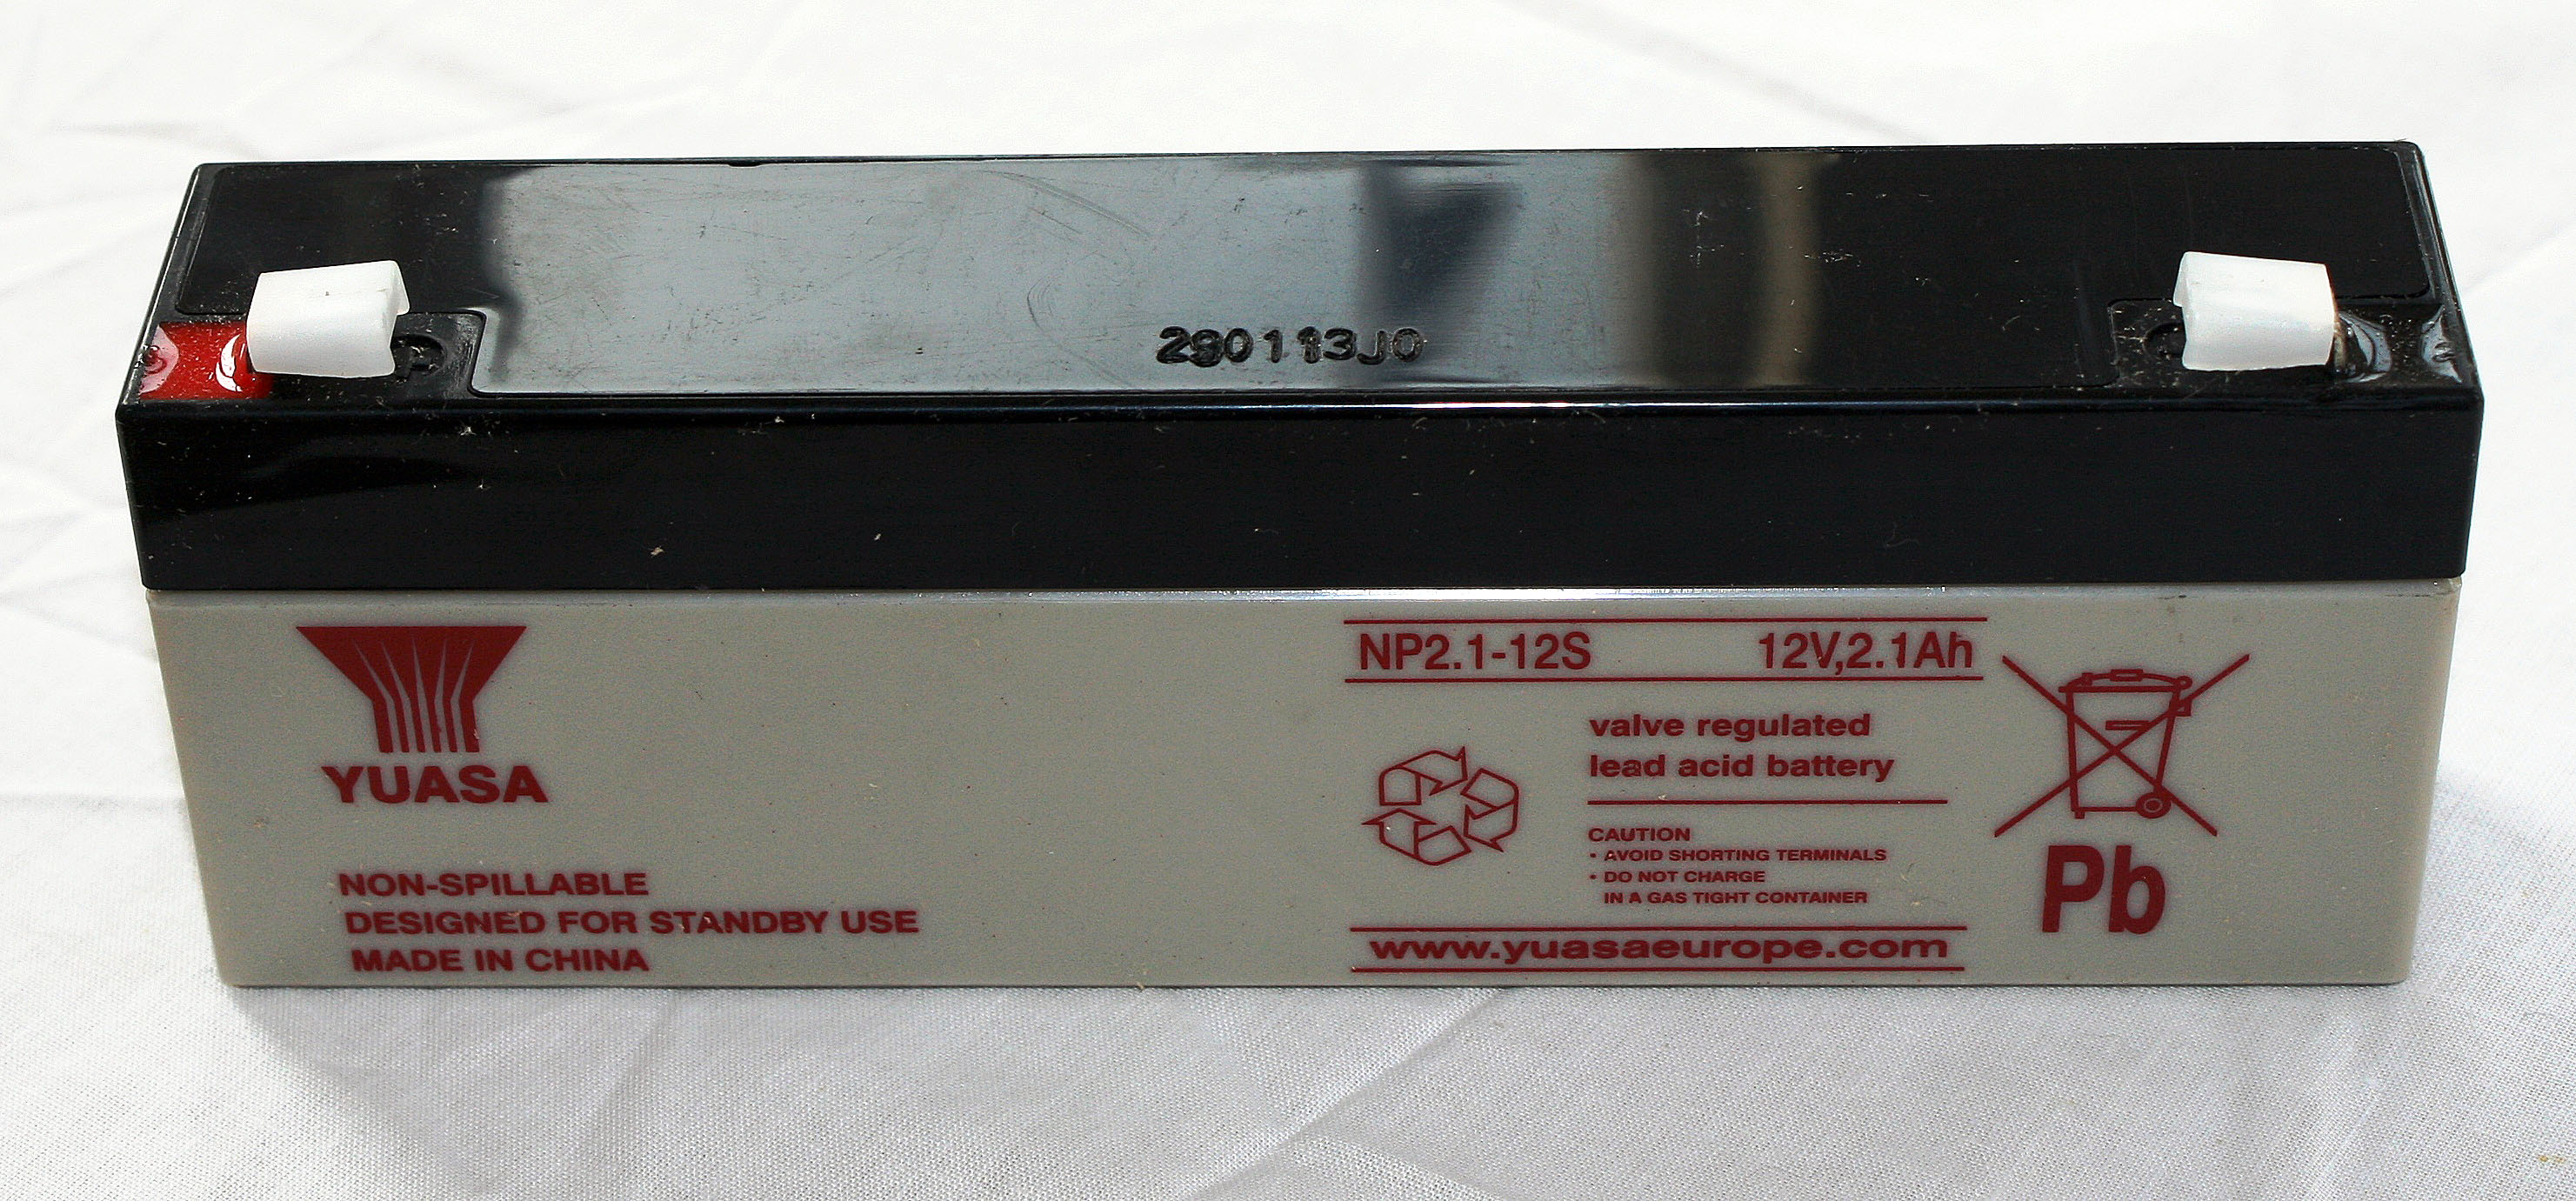 290113J0
YUASA
NON-SPILLABLE
DESIGNED FOR STANDBY USE
MADE IN CHINA
NP2.1-12S 12V,2.1Ah
valve regulated
lead acid battery
CAUTION
• AVOID SHORTING TERMINALS
• DO NOT CHARGE
IN A GAS TIGHT CONTAINER
www.yuasaeurope.com
Pb